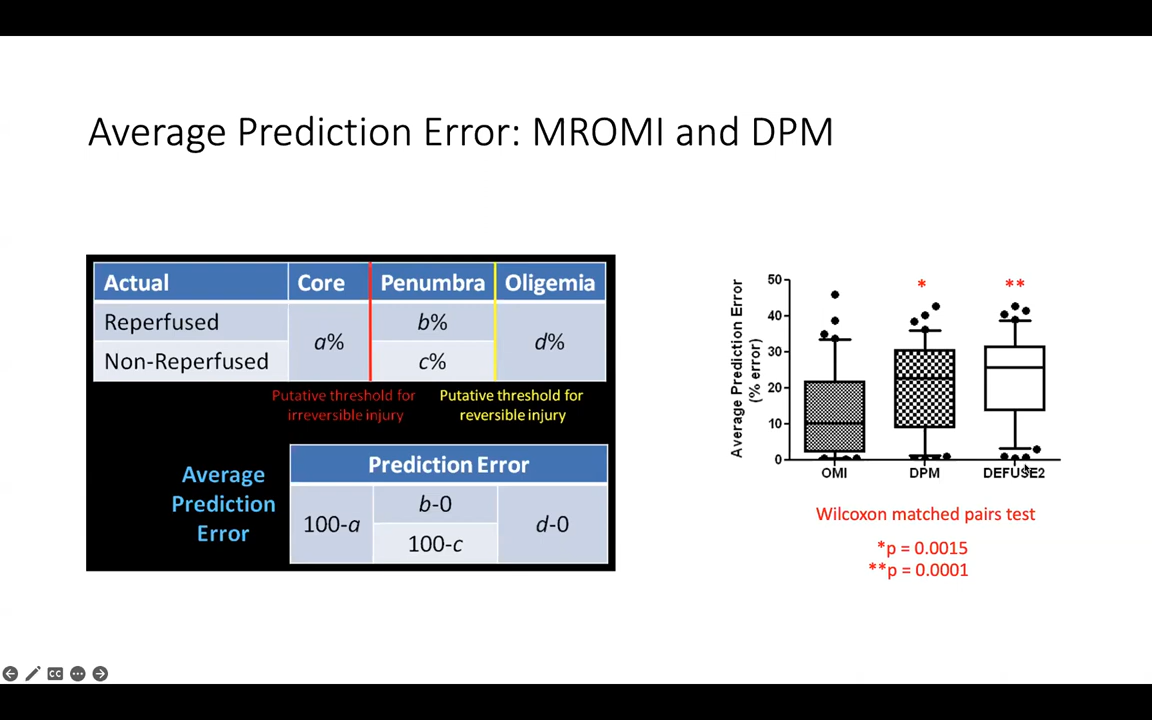 Average Prediction Error: MROMI and DPM
Actual Core Penumbra Oligemia
Reperfused a% b% d%
Non-Reperfused c%
Putative threshold for irreversible injury
Putative threshold for reversible injury
Average Prediction Error
Prediction Error
100-a b-0 d-0
100-c
Average Prediction Error (% error)
50
40
30
20
10
0
* **
OMI DPM DEFUSE2
Wilcoxon matched pairs test
*p = 0.0015
**p = 0.0001
CC